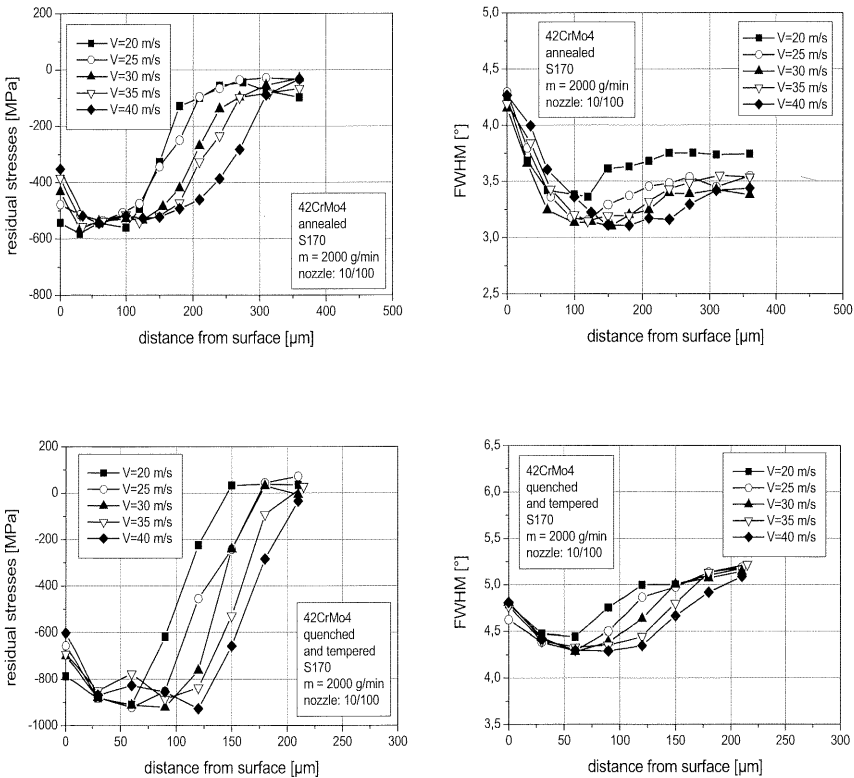 200
0
-200
-400
-600
-800
0
100
200
300
400
500
residual stresses [MPa]
distance from surface [µm]
V=20 m/s
V=25 m/s
V=30 m/s
V=35 m/s
V=40 m/s
42CrMo4
annealed
S170
m = 2000 g/min
nozzle: 10/100
5,0
4,5
4,0
3,5
3,0
2,5
0
100
200
300
400
500
FWHM [°]
distance from surface [µm]
42CrMo4
annealed
S170
m = 2000 g/min
nozzle: 10/100
V=20 m/s
V=25 m/s
V=30 m/s
V=35 m/s
V=40 m/s
200
0
-200
-400
-600
-800
-1000
0
50
100
150
200
250
300
residual stresses [MPa]
distance from surface [µm]
V=20 m/s
V=25 m/s
V=30 m/s
V=35 m/s
V=40 m/s
42CrMo4
quenched
and tempered
S170
m = 2000 g/min
nozzle: 10/100
6,5
6,0
5,5
5,0
4,5
4,0
3,5
0
50
100
150
200
250
300
FWHM [°]
distance from surface [µm]
42CrMo4
quenched
and tempered
S170
m = 2000 g/min
nozzle: 10/100
V=20 m/s
V=25 m/s
V=30 m/s
V=35 m/s
V=40 m/s